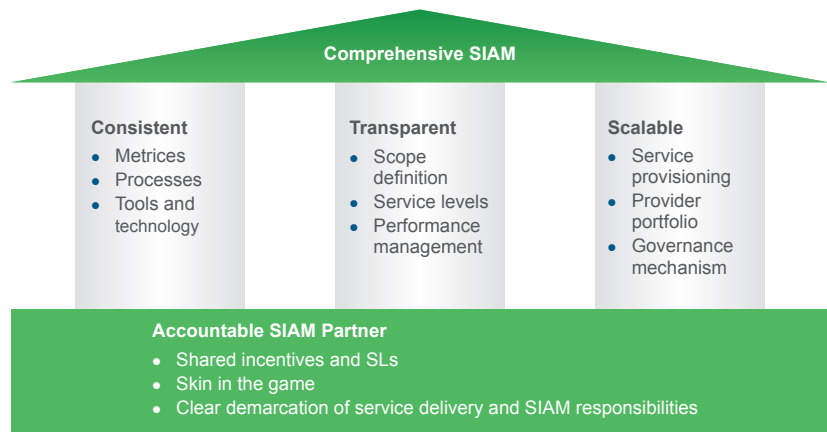 Comprehensive SIAM
Consistent
• Metrices
• Processes
• Tools and
technology
Transparent
• Scope
definition
• Service levels
• Performance
management
Scalable
• Service
provisioning
• Provider
portfolio
• Governance
mechanism
Accountable SIAM Partner
• Shared incentives and SLs
• Skin in the game
• Clear demarcation of service delivery and SIAM responsibilities